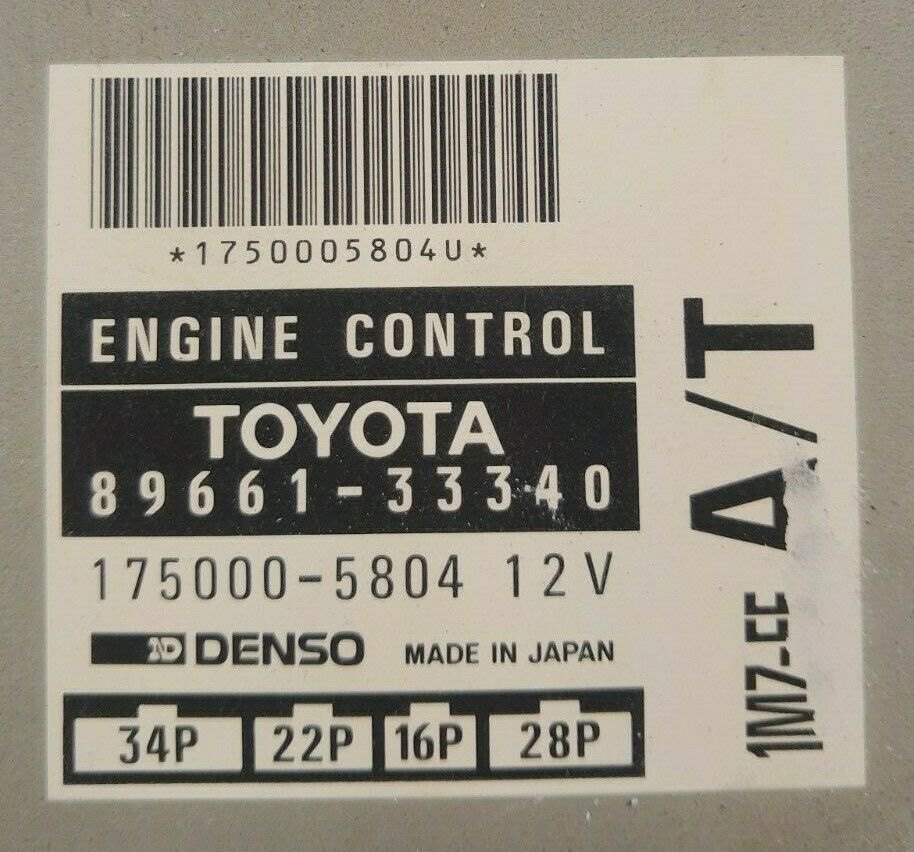 *1750005804U*
ENGINE CONTROL
TOYOTA
89661-33340
175000-5804 12V
ND DENSO MADE IN JAPAN
34P 22P 16P 28P
1MZ-FE A/T